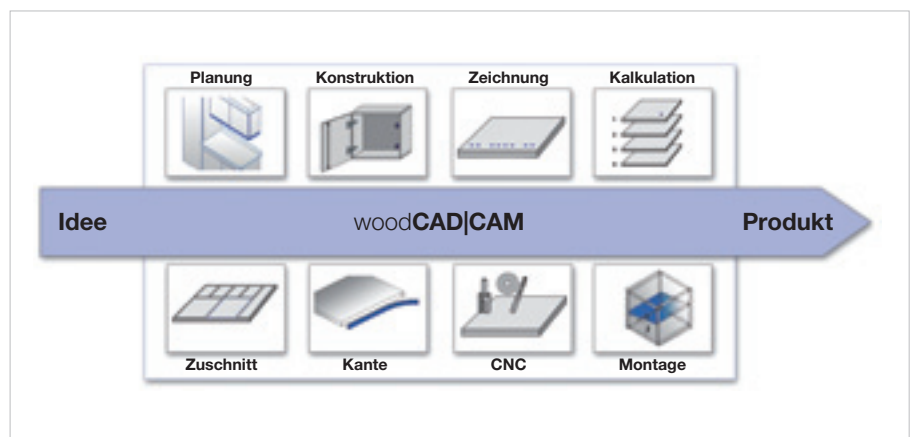 Planung Konstruktion Zeichnung Kalkulation
Idee woodCAD|CAM Produkt
Zuschnitt Kante CNC Montage